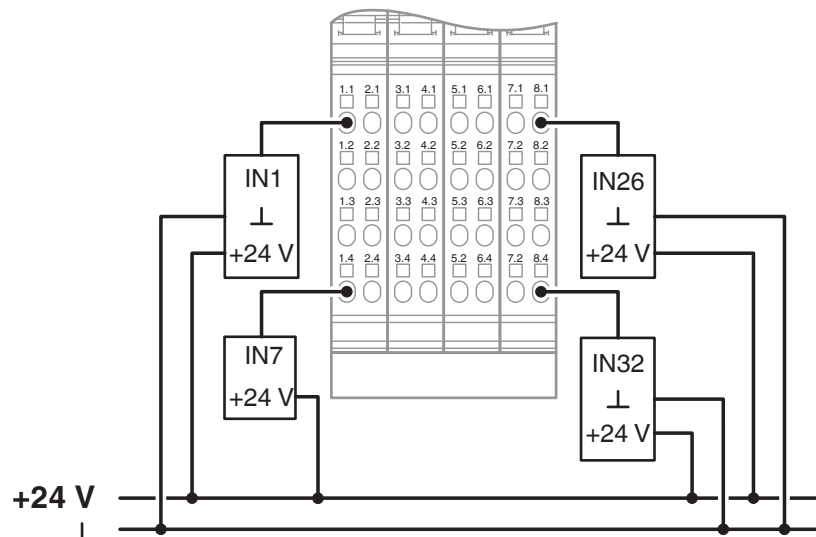 1.1 2.1 3.1 4.1 5.1 6.1 7.1 8.1
1.2 2.2 3.2 4.2 5.2 6.2 7.2 8.2
IN1
IN26
1.3 2.3 3.3 4.3 5.3 6.3 7.3 8.3
+24 V
+24 V
1.4 2.4 3.4 4.4 5.2 6.4 7.2 8.4
IN7
IN32
+24 V
+24 V
+24 V